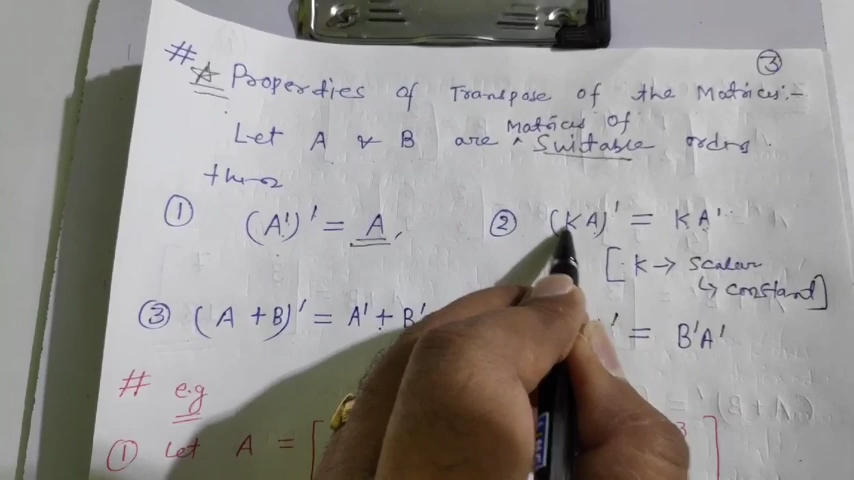 ③
# A Properties of Transpose of the Matrices:-
Let A & B are ^ Matrices of Suitable orders
then
① (A')' = A, ② (KA)' = KA'
[K → Scalar
↳ constant]
③ (A + B)' = A' + B' ' = B'A'
# e.g
① Let A = [